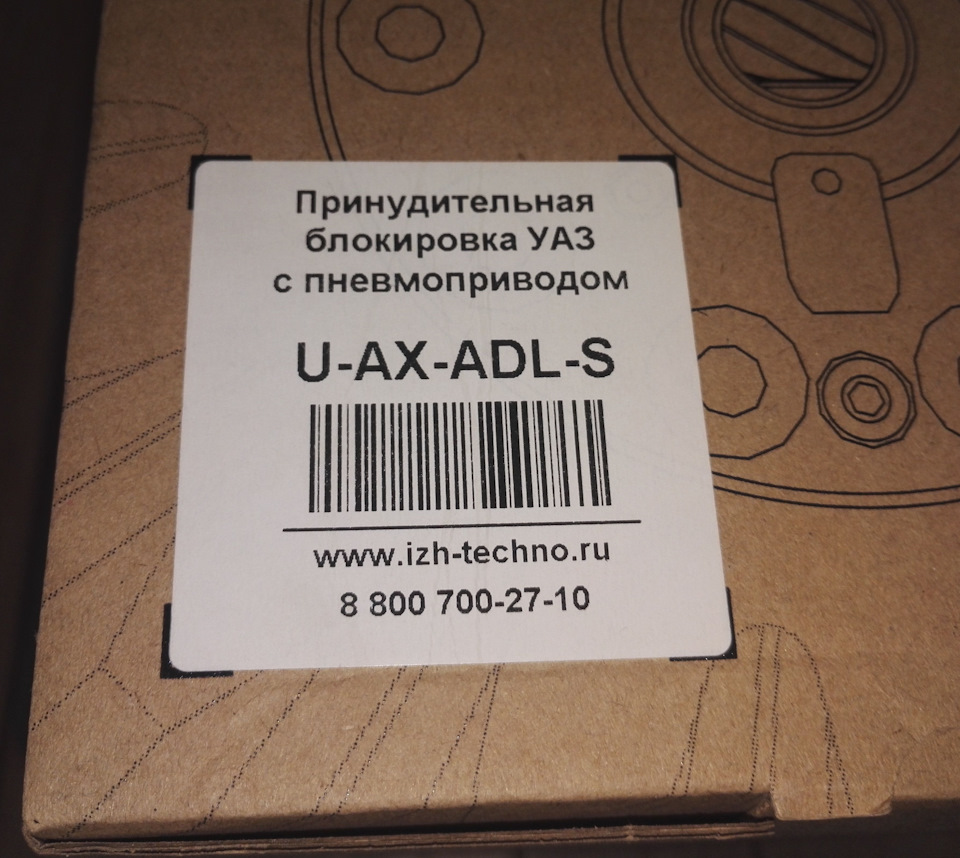 Принудительная
блокировка УАЗ
с пневмоприводом
U-AX-ADL-S
www.izh-techno.ru
8 800 700-27-10